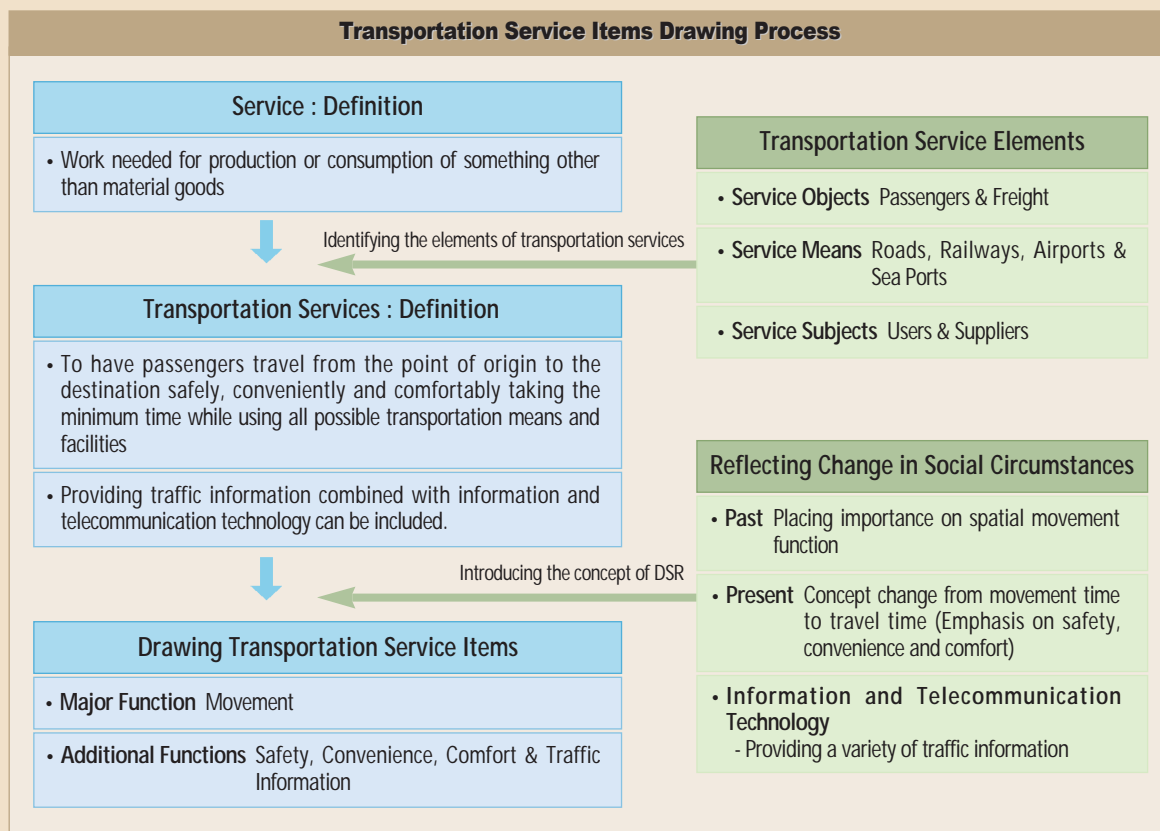 Transportation Service Items Drawing Process
Service : Definition
• Work needed for production or consumption of something other
than material goods
Identifying the elements of transportation services
Transportation Services : Definition
• To have passengers travel from the point of origin to the
destination safely, conveniently and comfortably taking the
minimum time while using all possible transportation means and
facilities
• Providing traffic information combined with information and
telecommunication technology can be included.
Introducing the concept of DSR
Drawing Transportation Service Items
• Major Function Movement
• Additional Functions Safety, Convenience, Comfort & Traffic
Information
Transportation Service Elements
• Service Objects Passengers & Freight
• Service Means Roads, Railways, Airports &
Sea Ports
• Service Subjects Users & Suppliers
Reflecting Change in Social Circumstances
• Past Placing importance on spatial movement
function
• Present Concept change from movement time
to travel time (Emphasis on safety,
convenience and comfort)
• Information and Telecommunication
Technology
- Providing a variety of traffic information